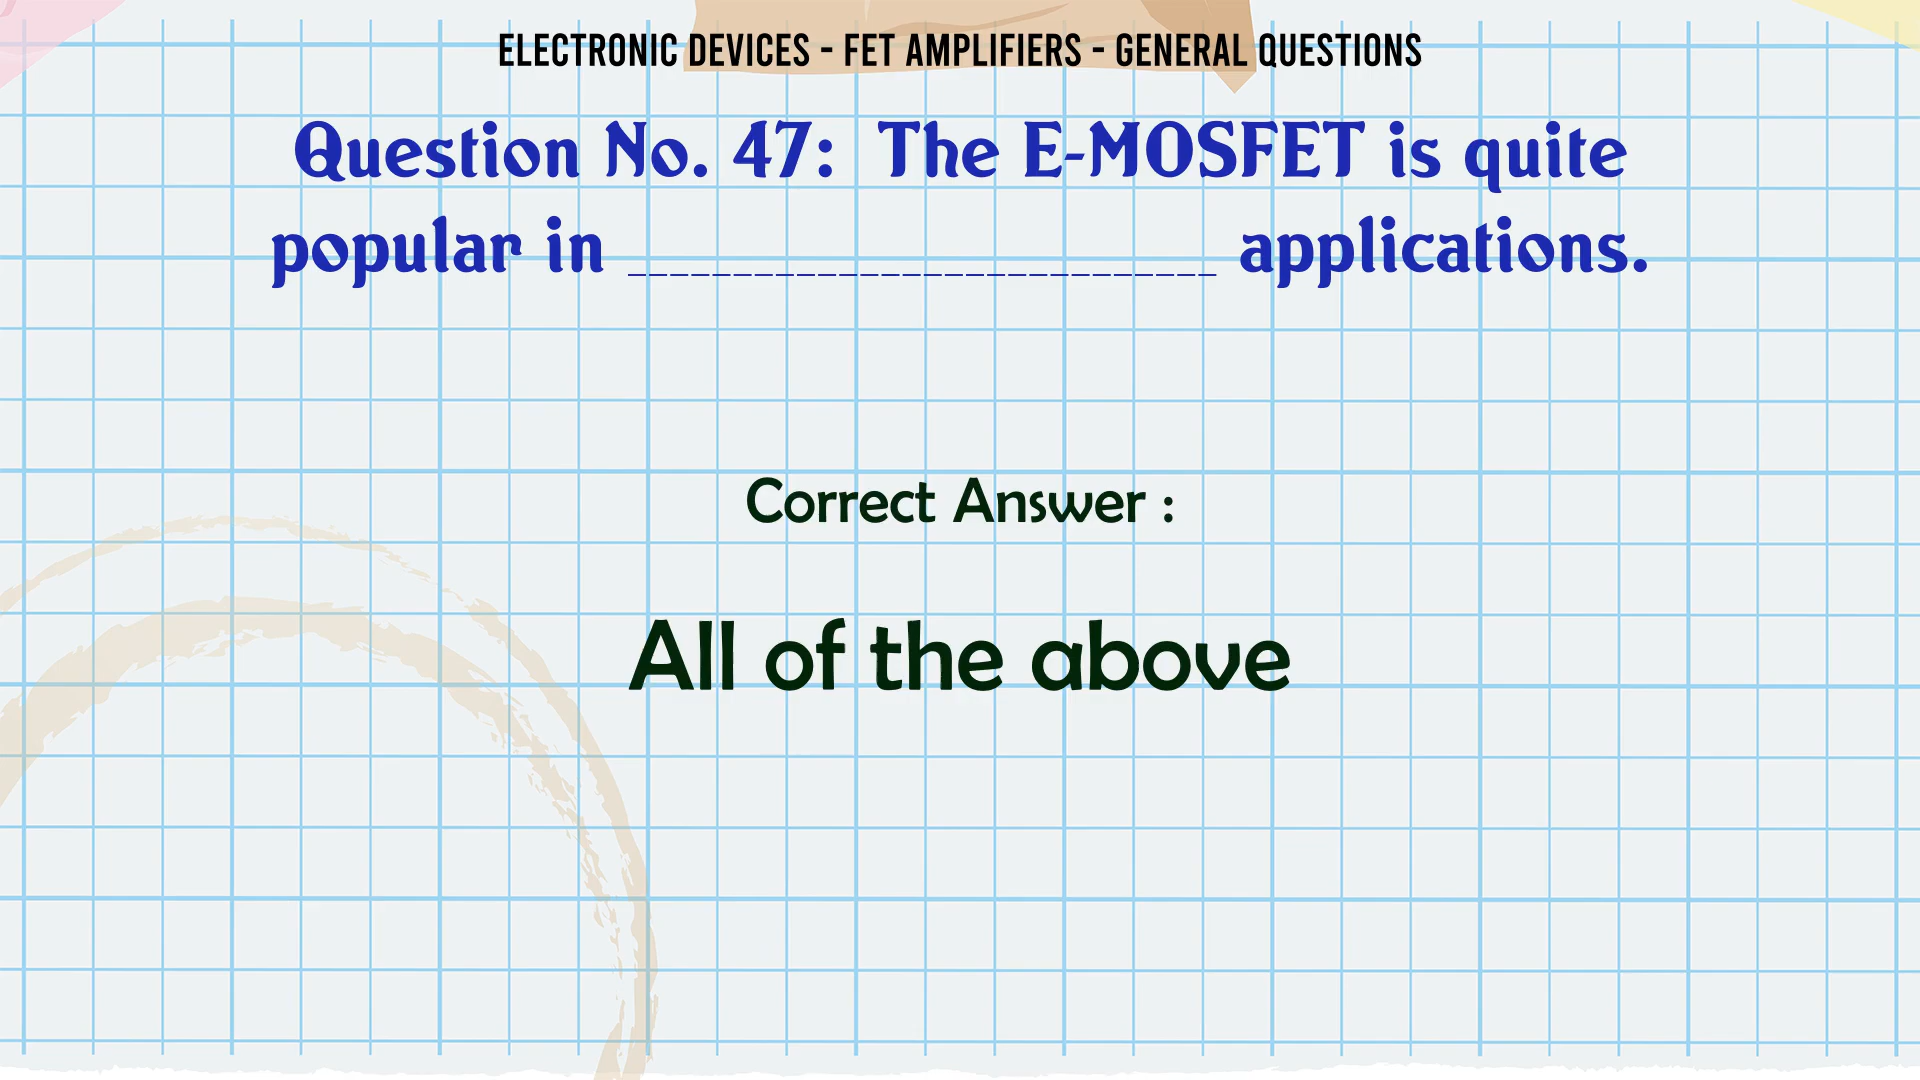 ELECTRONIC DEVICES - FET AMPLIFIERS - GENERAL QUESTIONS
Question No. 47: The E-MOSFET is quite
popular in ____________________________ applications.
Correct Answer :
All of the above